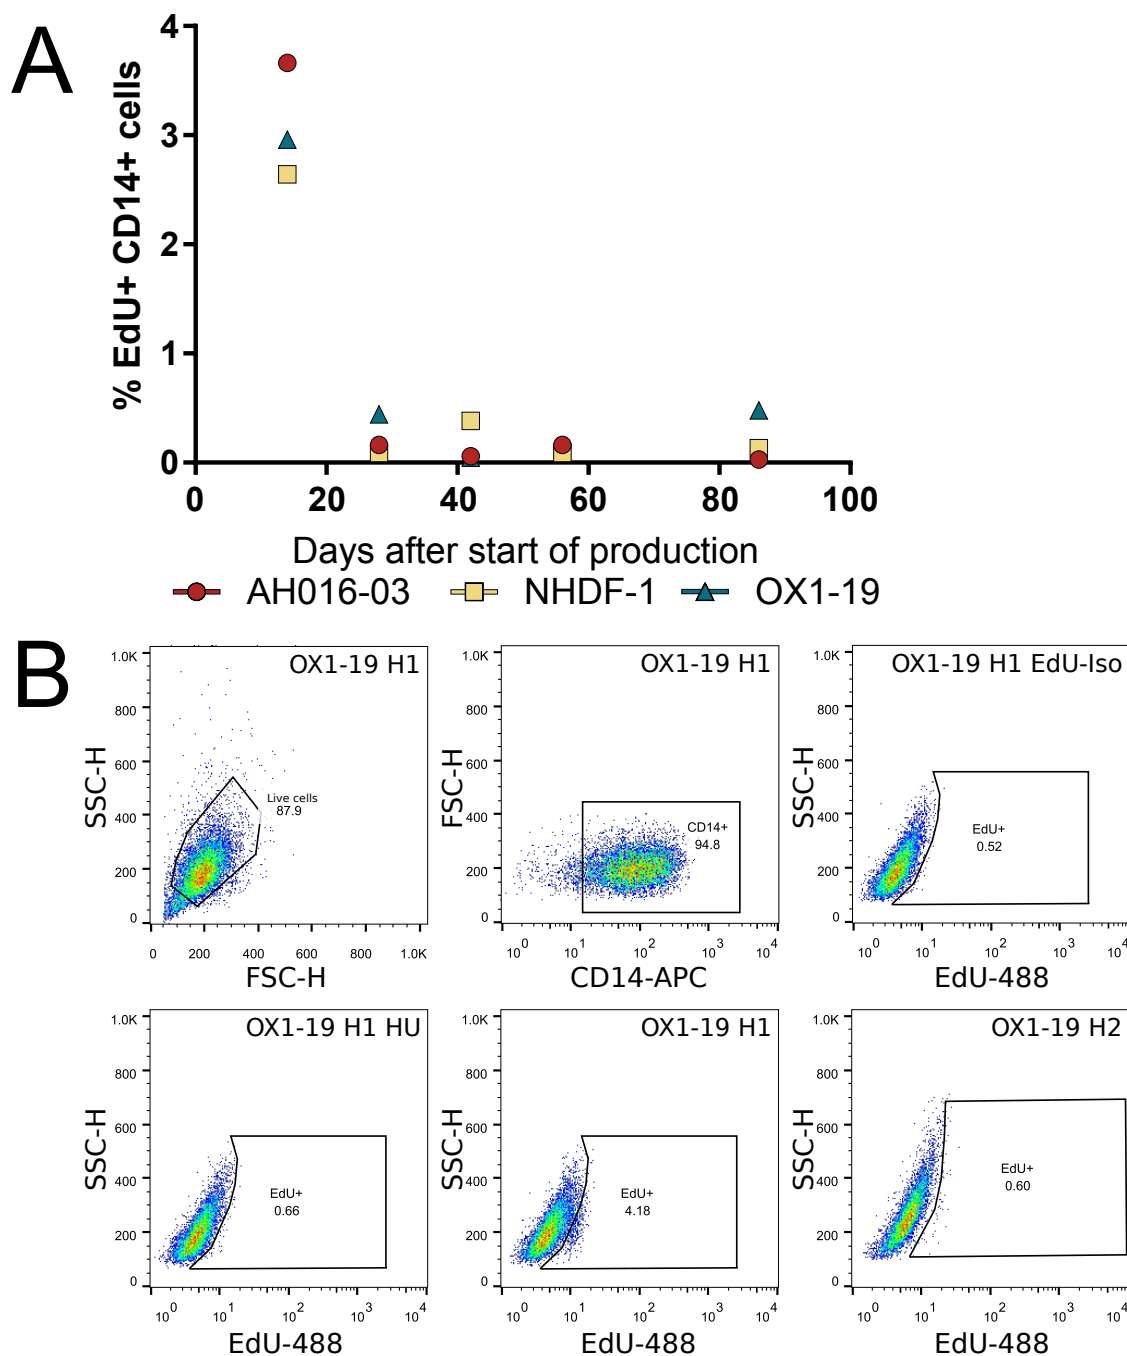 A
% EdU+ CD14+ cells
4
3
2
1
0
0 20 40 60 80 100
Days after start of production
AH016-03 NHDF-1 OX1-19
B
OX1-19 H1
SSC-H
1.0K
800
600
400
200
0
Live cells
87.9
0 200 400 600 800 1.0K
FSC-H
OX1-19 H1
FSC-H
1.0K
800
600
400
200
0
CD14+
94.8
10^0 10^1 10^2 10^3 10^4
CD14-APC
OX1-19 H1 EdU-Iso
SSC-H
1.0K
800
600
400
200
0
EdU+
0.52
10^0 10^1 10^2 10^3 10^4
EdU-488
OX1-19 H1 HU
SSC-H
1.0K
800
600
400
200
0
EdU+
0.66
10^0 10^1 10^2 10^3 10^4
EdU-488
OX1-19 H1
SSC-H
1.0K
800
600
400
200
0
EdU+
4.18
10^0 10^1 10^2 10^3 10^4
EdU-488
OX1-19 H2
SSC-H
1.0K
800
600
400
200
0
EdU+
0.60
10^0 10^1 10^2 10^3 10^4
EdU-488